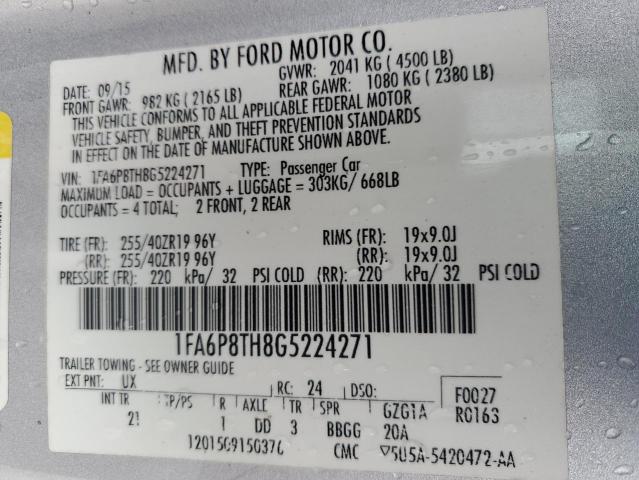 MFD. BY FORD MOTOR CO.
DATE: 09/15 GVWR: 2041 KG ( 4500 LB)
FRONT GAWR: 982 KG ( 2165 LB) REAR GAWR: 1080 KG ( 2380 LB)
THIS VEHICLE CONFORMS TO ALL APPLICABLE FEDERAL MOTOR
VEHICLE SAFETY, BUMPER, AND THEFT PREVENTION STANDARDS
IN EFFECT ON THE DATE OF MANUFACTURE SHOWN ABOVE.
VIN: 1FA6P8TH8G5224271 TYPE: Passenger Car
MAXIMUM LOAD = OCCUPANTS + LUGGAGE = 303KG/ 668LB
OCCUPANTS = 4 TOTAL; 2 FRONT, 2 REAR
TIRE (FR): 255/40ZR19 96Y RIMS (FR): 19x9.0J
(RR): 255/40ZR19 96Y (RR): 19x9.0J
PRESSURE (FR): 220 kPa/ 32 PSI COLD (RR): 220 kPa/ 32 PSI COLD
1FA6P8TH8G5224271
TRAILER TOWING - SEE OWNER GUIDE
EXT PNT: UX RC: 24 DSO: F0027
INT TR TP/PS R AXLE TR SPR GZG1A R0163
1 DD 3 BBGG 20A
CMC 5U5A-5420472-AA